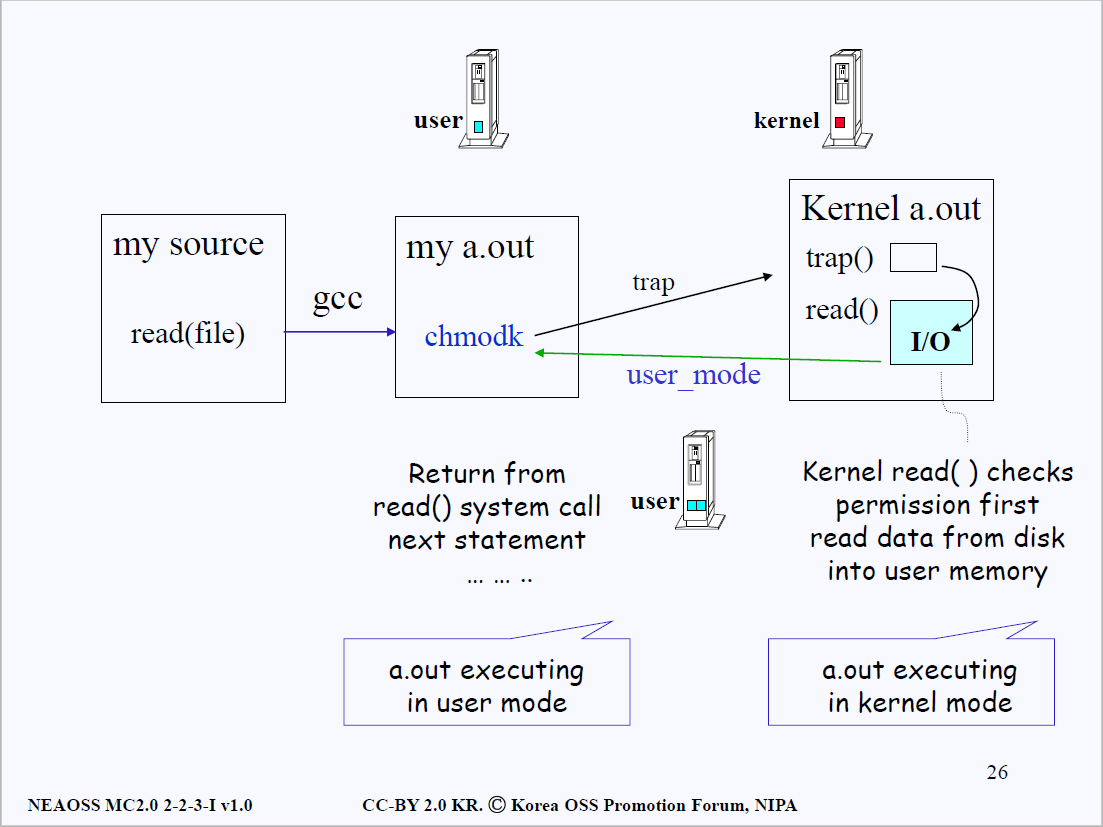 user
kernel
my source
read(file)
gcc
my a.out
chmodk
trap
user_mode
Kernel a.out
trap()
read()
I/O
Return from
read() system call
next statement
... ... ..
user
Kernel read( ) checks
permission first
read data from disk
into user memory
a.out executing
in user mode
a.out executing
in kernel mode
26
NEAOSS MC2.0 2-2-3-I v1.0
CC-BY 2.0 KR. Ⓒ Korea OSS Promotion Forum, NIPA